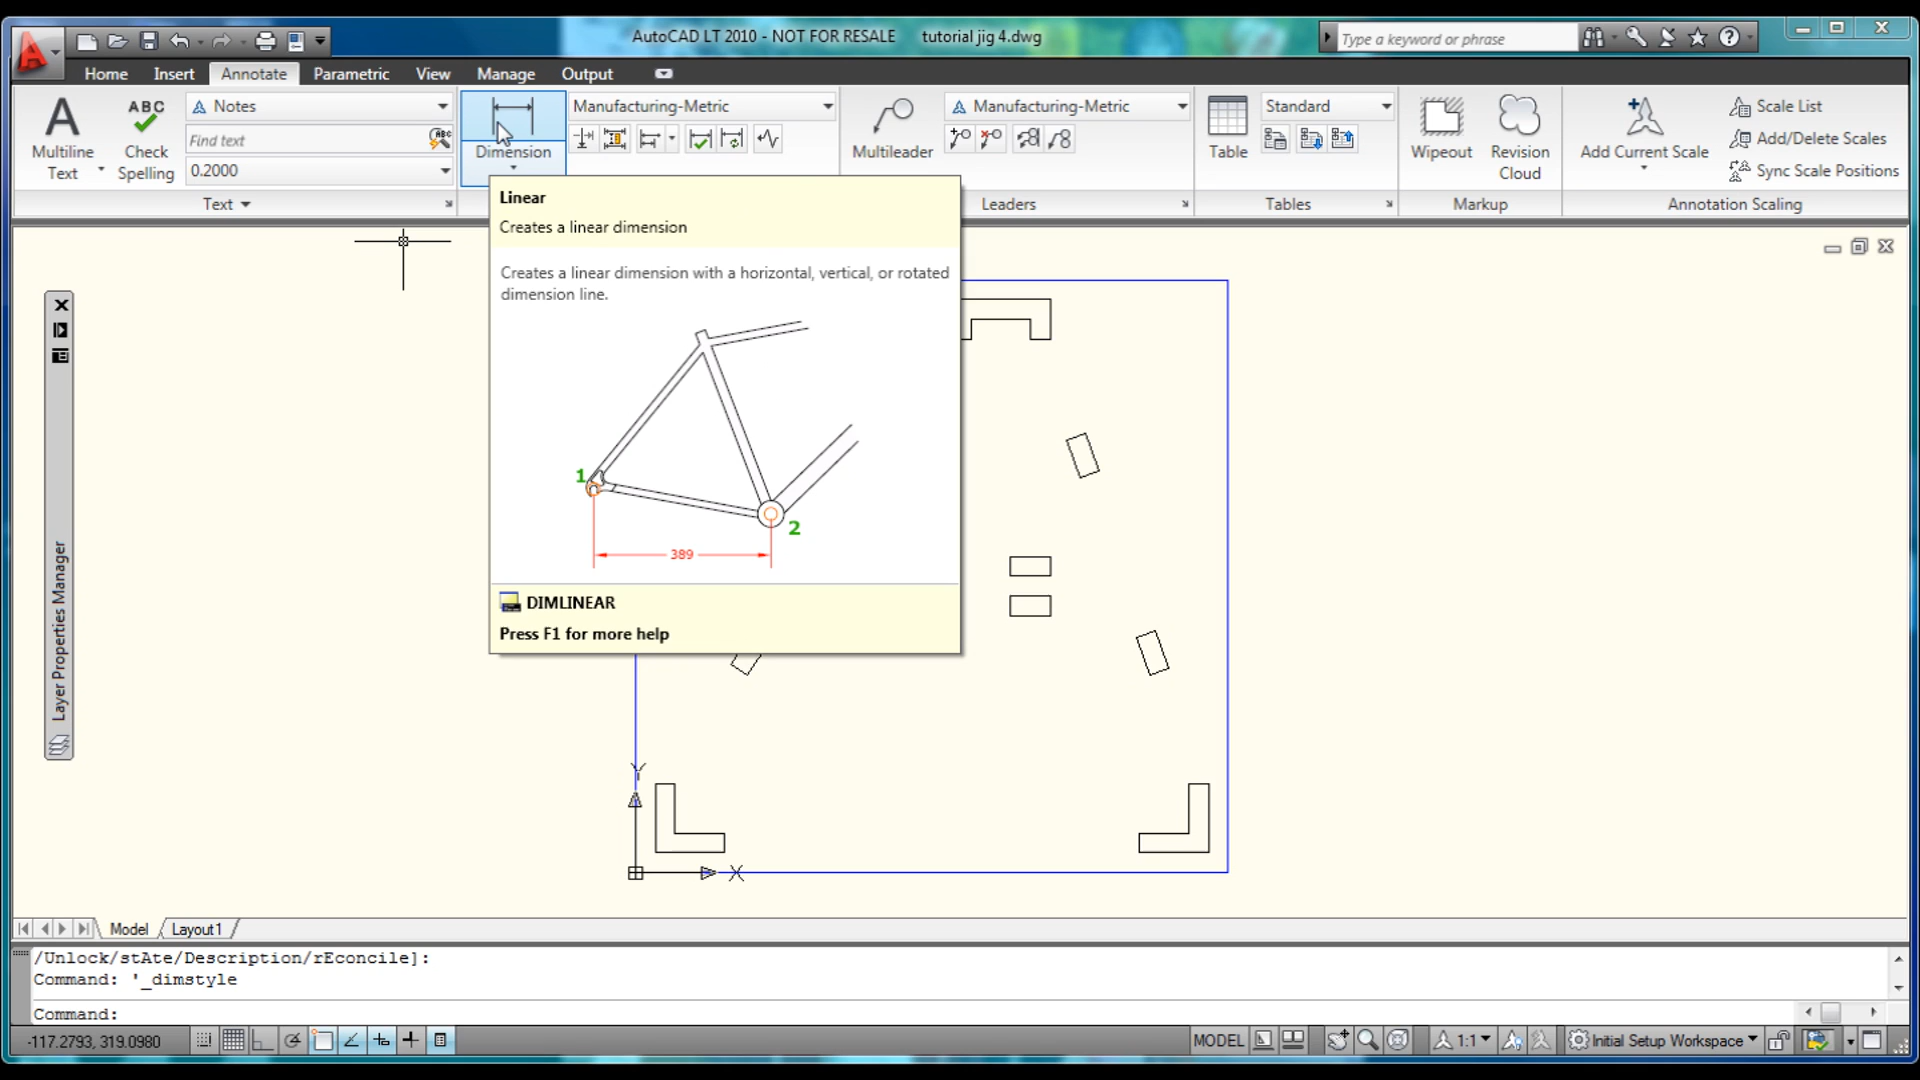 AutoCAD LT 2010 - NOT FOR RESALE tutorial jig 4.dwg
Type a keyword or phrase
Home Insert Annotate Parametric View Manage Output
Multiline Text
ABC
Check Spelling
Notes
Find text
ABC
0.2000
Text
Dimension
Manufacturing-Metric
Multileader
Manufacturing-Metric
Leaders
Table
Standard
Tables
Wipeout
Revision Cloud
Markup
Add Current Scale
Scale List
Add/Delete Scales
Sync Scale Positions
Annotation Scaling
Linear
Creates a linear dimension
Creates a linear dimension with a horizontal, vertical, or rotated
dimension line.
1
2
389
DIMLINEAR
Press F1 for more help
Layer Properties Manager
Y
X
Model Layout1
/Unlock/stAte/Description/rEconcile]:
Command: '_dimstyle
Command:
-117.2793, 319.0980
MODEL
1:1
Initial Setup Workspace